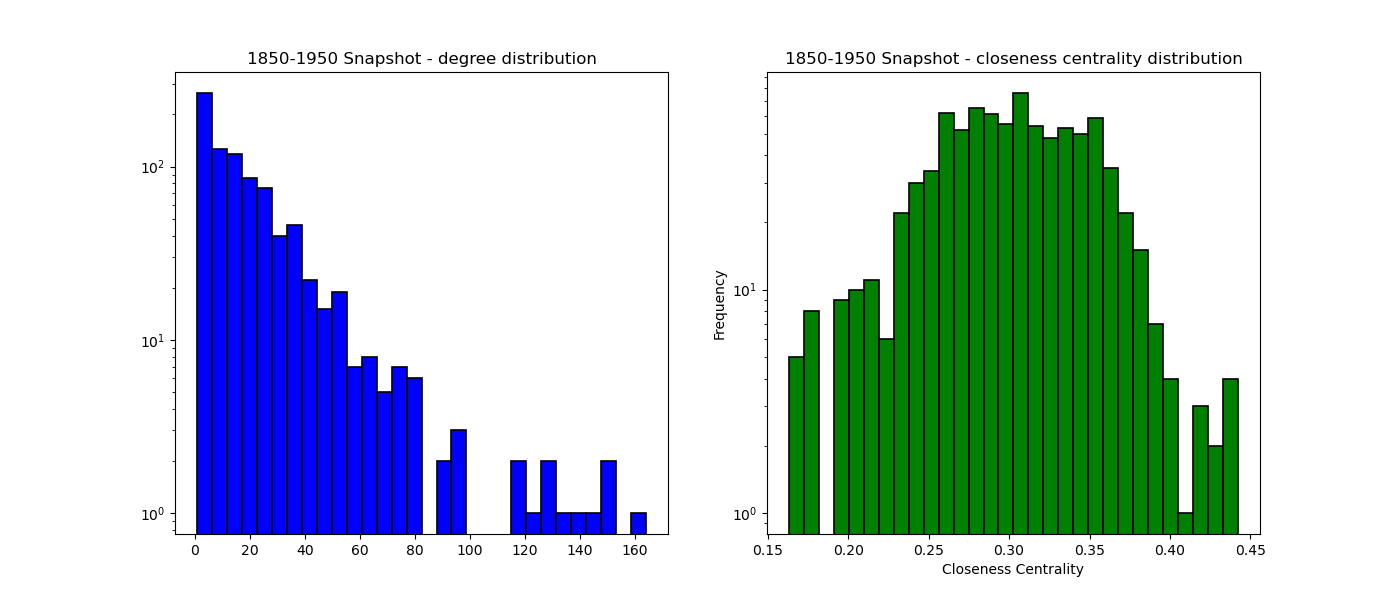 1850-1950 Snapshot - degree distribution
10²
10¹
10⁰
0 20 40 60 80 100 120 140 160
1850-1950 Snapshot - closeness centrality distribution
Frequency
10¹
10⁰
0.15 0.20 0.25 0.30 0.35 0.40 0.45
Closeness Centrality